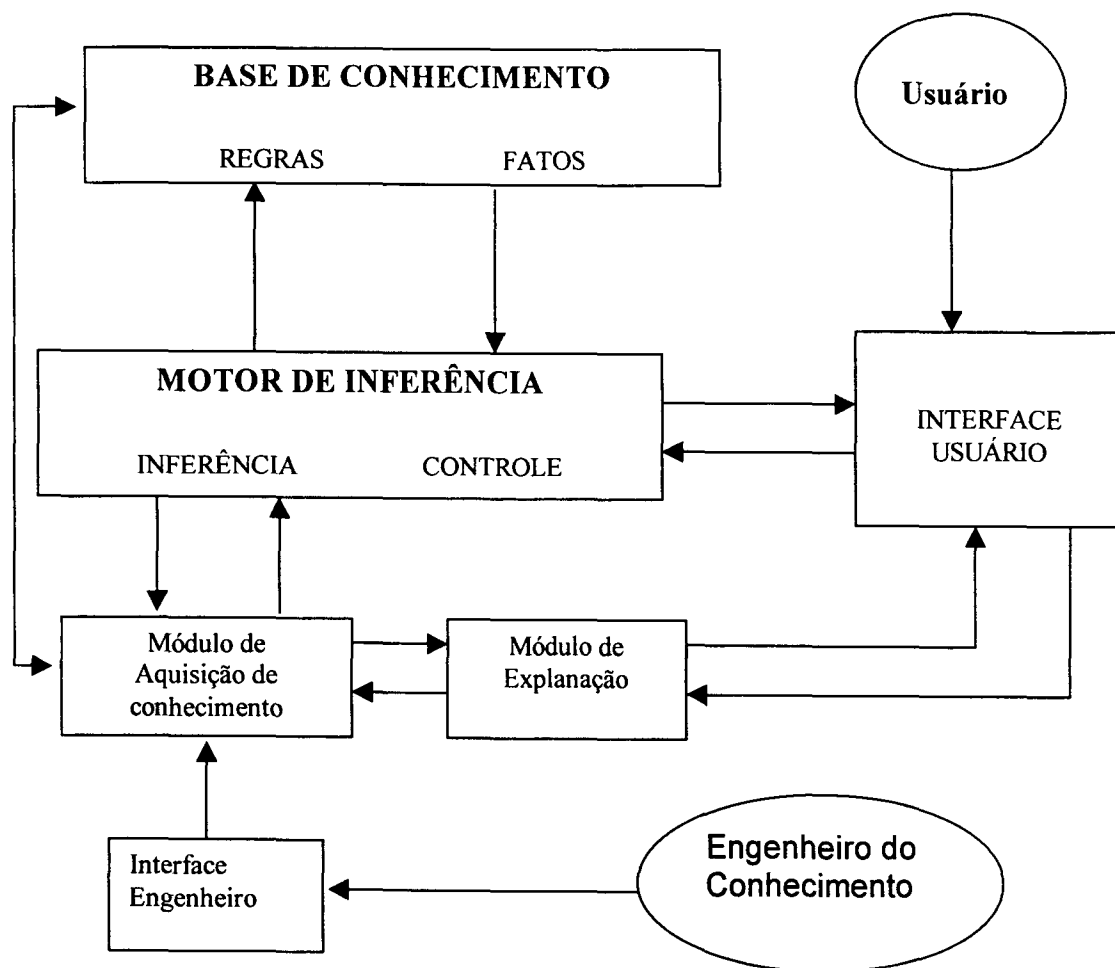 BASE DE CONHECIMENTO
REGRAS FATOS
Usuário
MOTOR DE INFERÊNCIA
INFERÊNCIA CONTROLE
INTERFACE
USUÁRIO
Módulo de
Aquisição de
conhecimento
Módulo de
Explanação
Interface
Engenheiro
Engenheiro do
Conhecimento